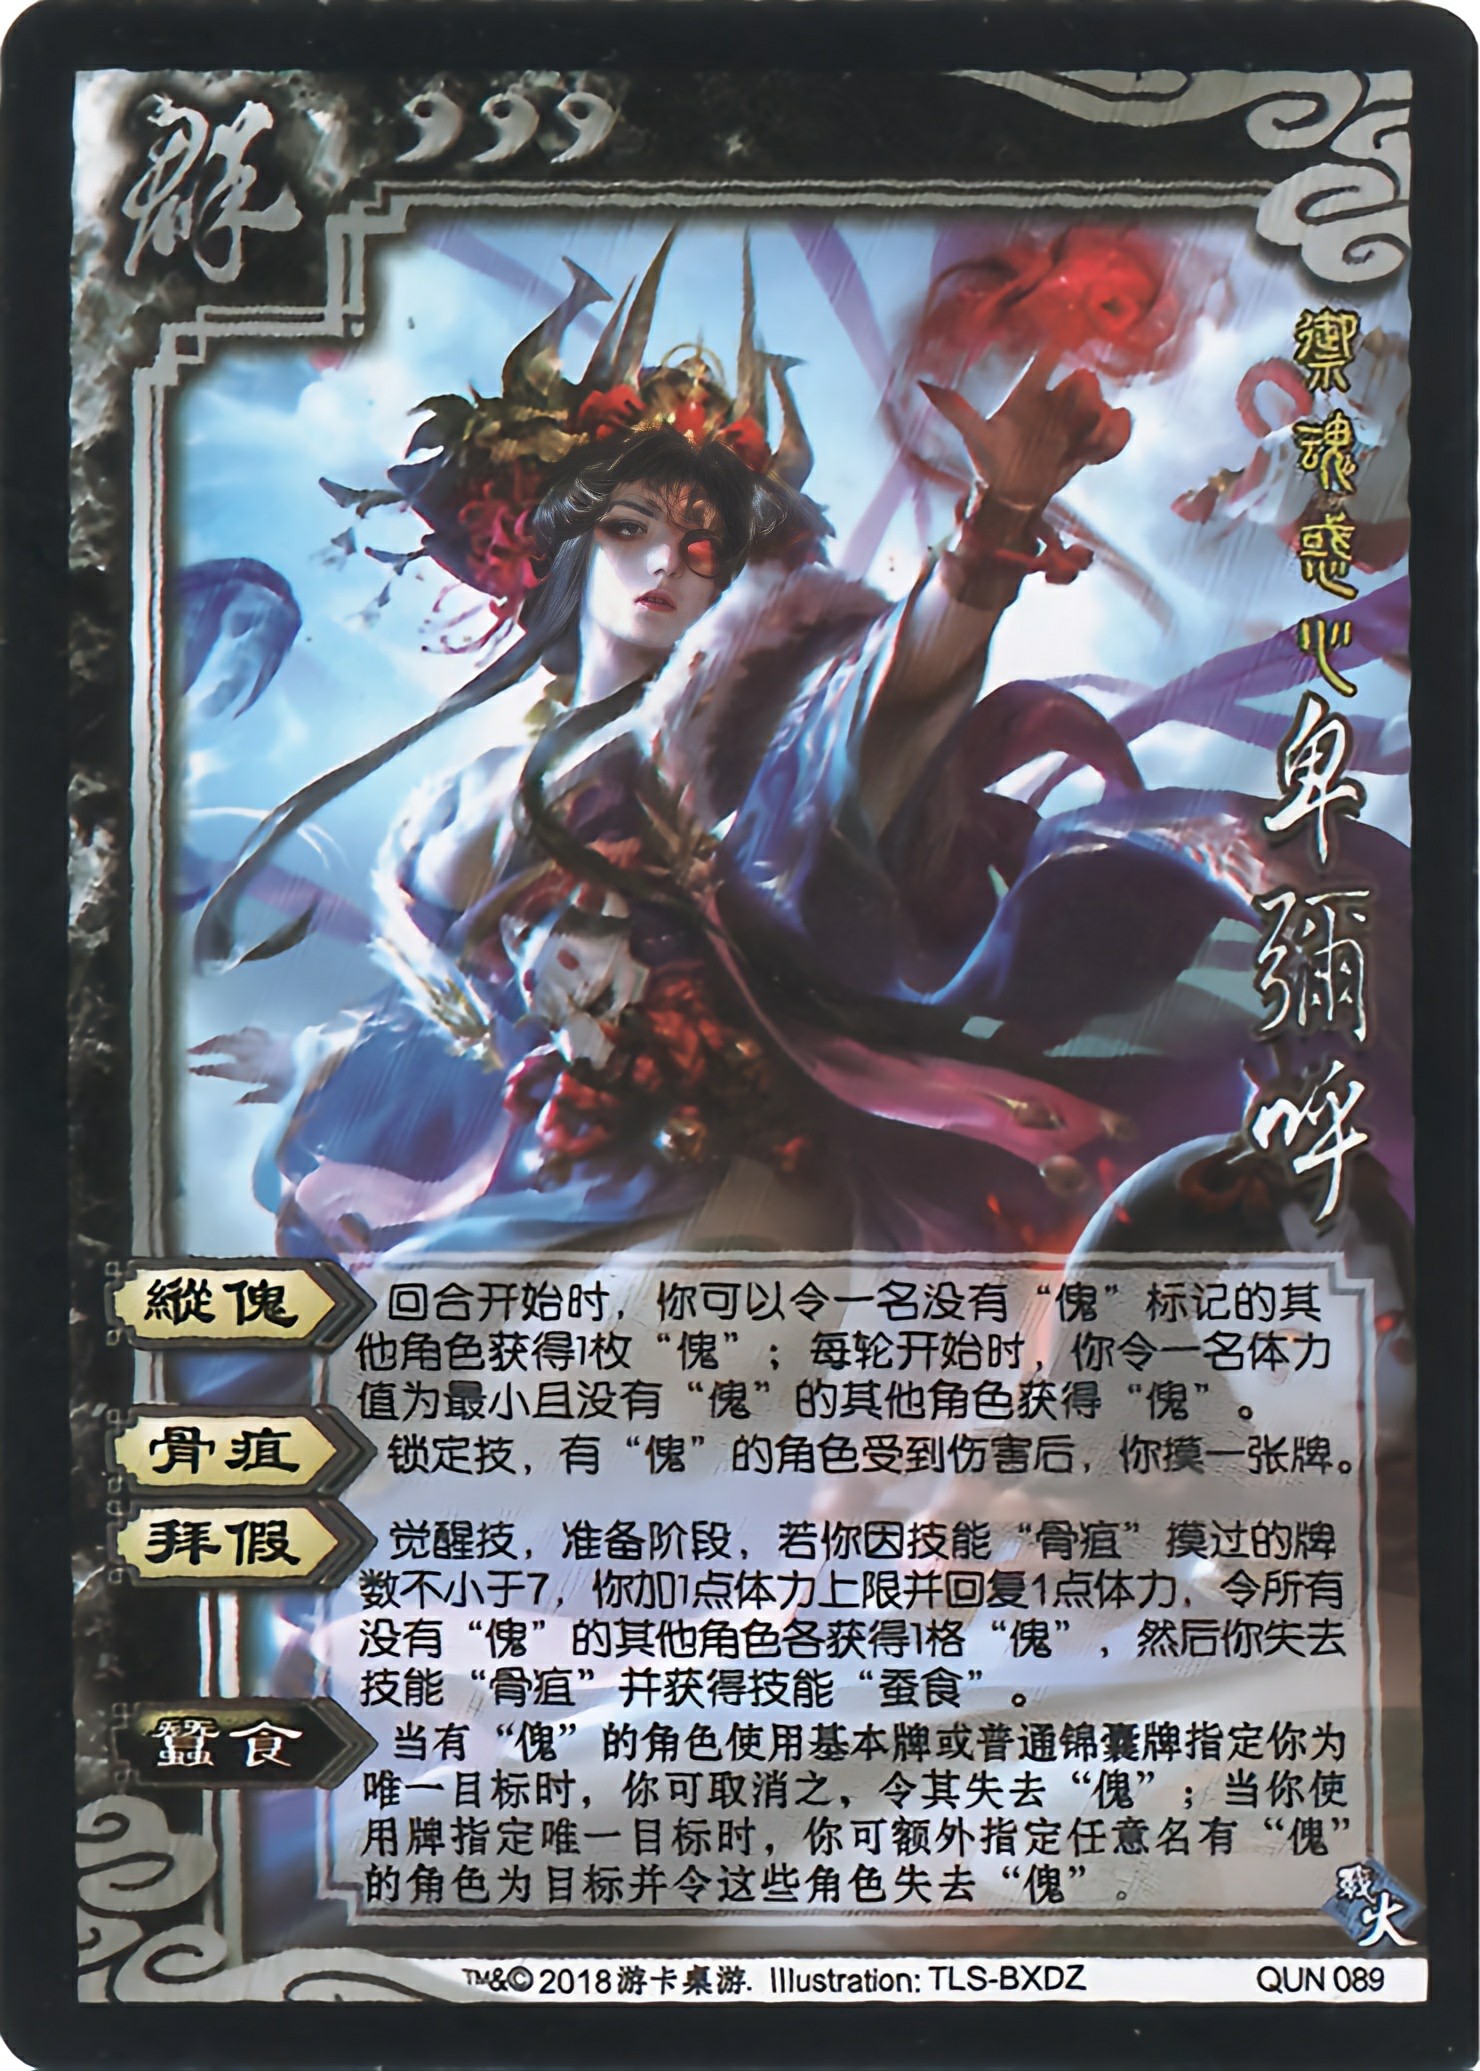 群
御魂惑心
卑彌呼
縱傀
回合开始时，你可以令一名没有“傀”标记的其
他角色获得1枚“傀”；每轮开始时，你令一名体力
值为最小且没有“傀”的其他角色获得“傀”。
骨疽
锁定技，有“傀”的角色受到伤害后，你摸一张牌。
拜假
觉醒技，准备阶段，若你因技能“骨疽”摸过的牌
数不小于7，你加1点体力上限并回复1点体力，令所有
没有“傀”的其他角色各获得1格“傀”，然后你失去
技能“骨疽”并获得技能“蚕食”。
蠶食
当有“傀”的角色使用基本牌或普通锦囊牌指定你为
唯一目标时，你可取消之，令其失去“傀”；当你使
用牌指定唯一目标时，你可额外指定任意名有“傀”
的角色为目标并令这些角色失去“傀”。
戰火
™&©2018游卡桌游. Illustration: TLS-BXDZ
QUN 089